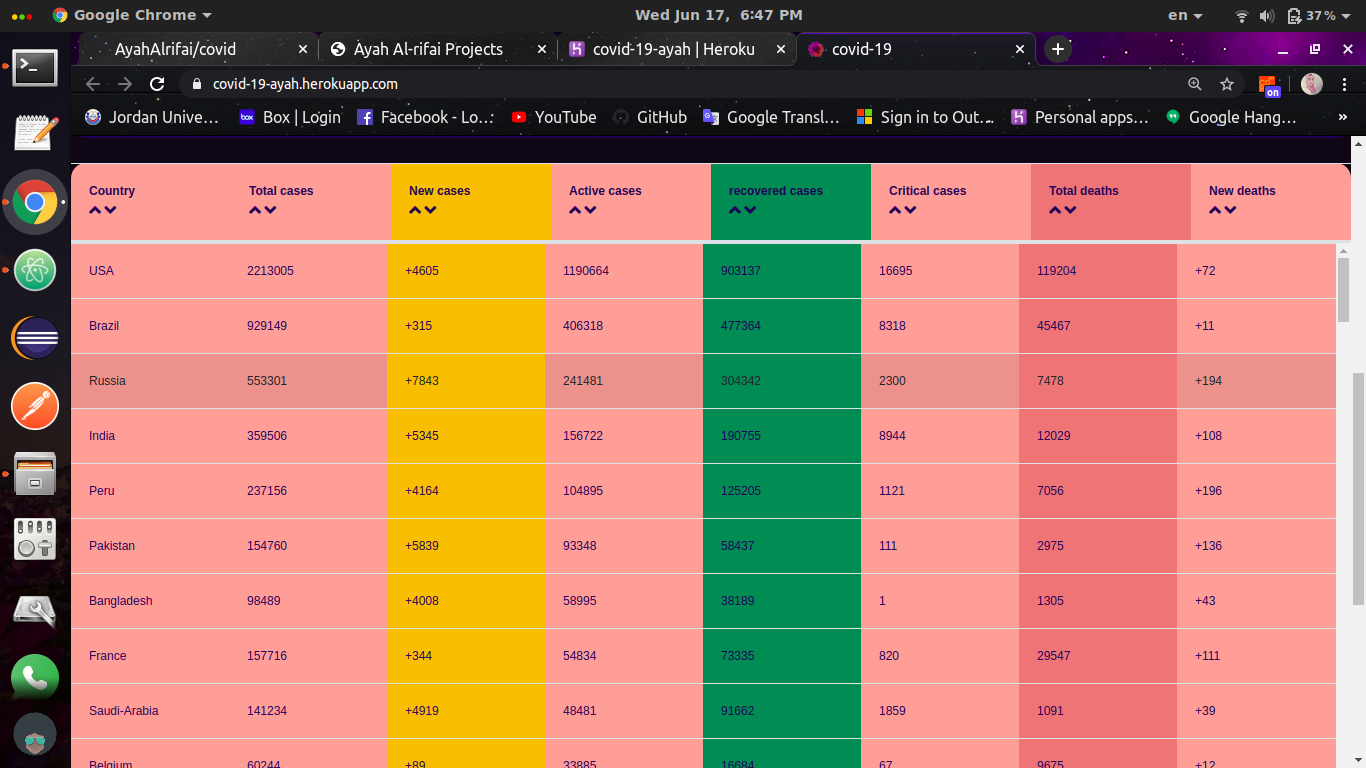 Google Chrome Wed Jun 17, 6:47 PM en 37%
AyahAlrifai/covid Ayah Al-rifai Projects covid-19-ayah | Heroku covid-19
covid-19-ayah.herokuapp.com on
Jordan Unive... Box | Login Facebook - Lo... YouTube GitHub Google Transl... Sign in to Out... Personal apps... Google Hang... »
Country Total cases New cases Active cases recovered cases Critical cases Total deaths New deaths
USA 2213005 +4605 1190664 903137 16695 119204 +72
Brazil 929149 +315 406318 477364 8318 45467 +11
Russia 553301 +7843 241481 304342 2300 7478 +194
India 359506 +5345 156722 190755 8944 12029 +108
Peru 237156 +4164 104895 125205 1121 7056 +196
Pakistan 154760 +5839 93348 58437 111 2975 +136
Bangladesh 98489 +4008 58995 38189 1 1305 +43
France 157716 +344 54834 73335 820 29547 +111
Saudi-Arabia 141234 +4919 48481 91662 1859 1091 +39
Belgium 60244 +89 33885 16684 67 9675 +12